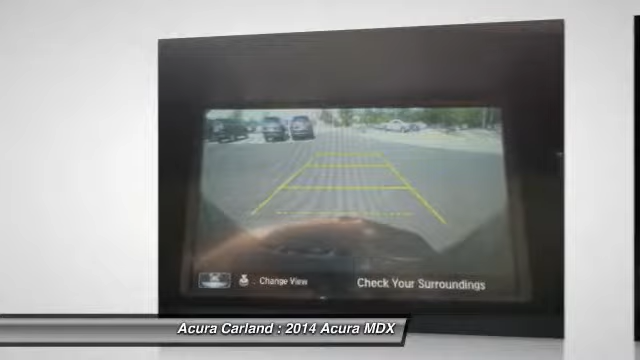 : Change View
Check Your Surroundings
Acura Carland : 2014 Acura MDX